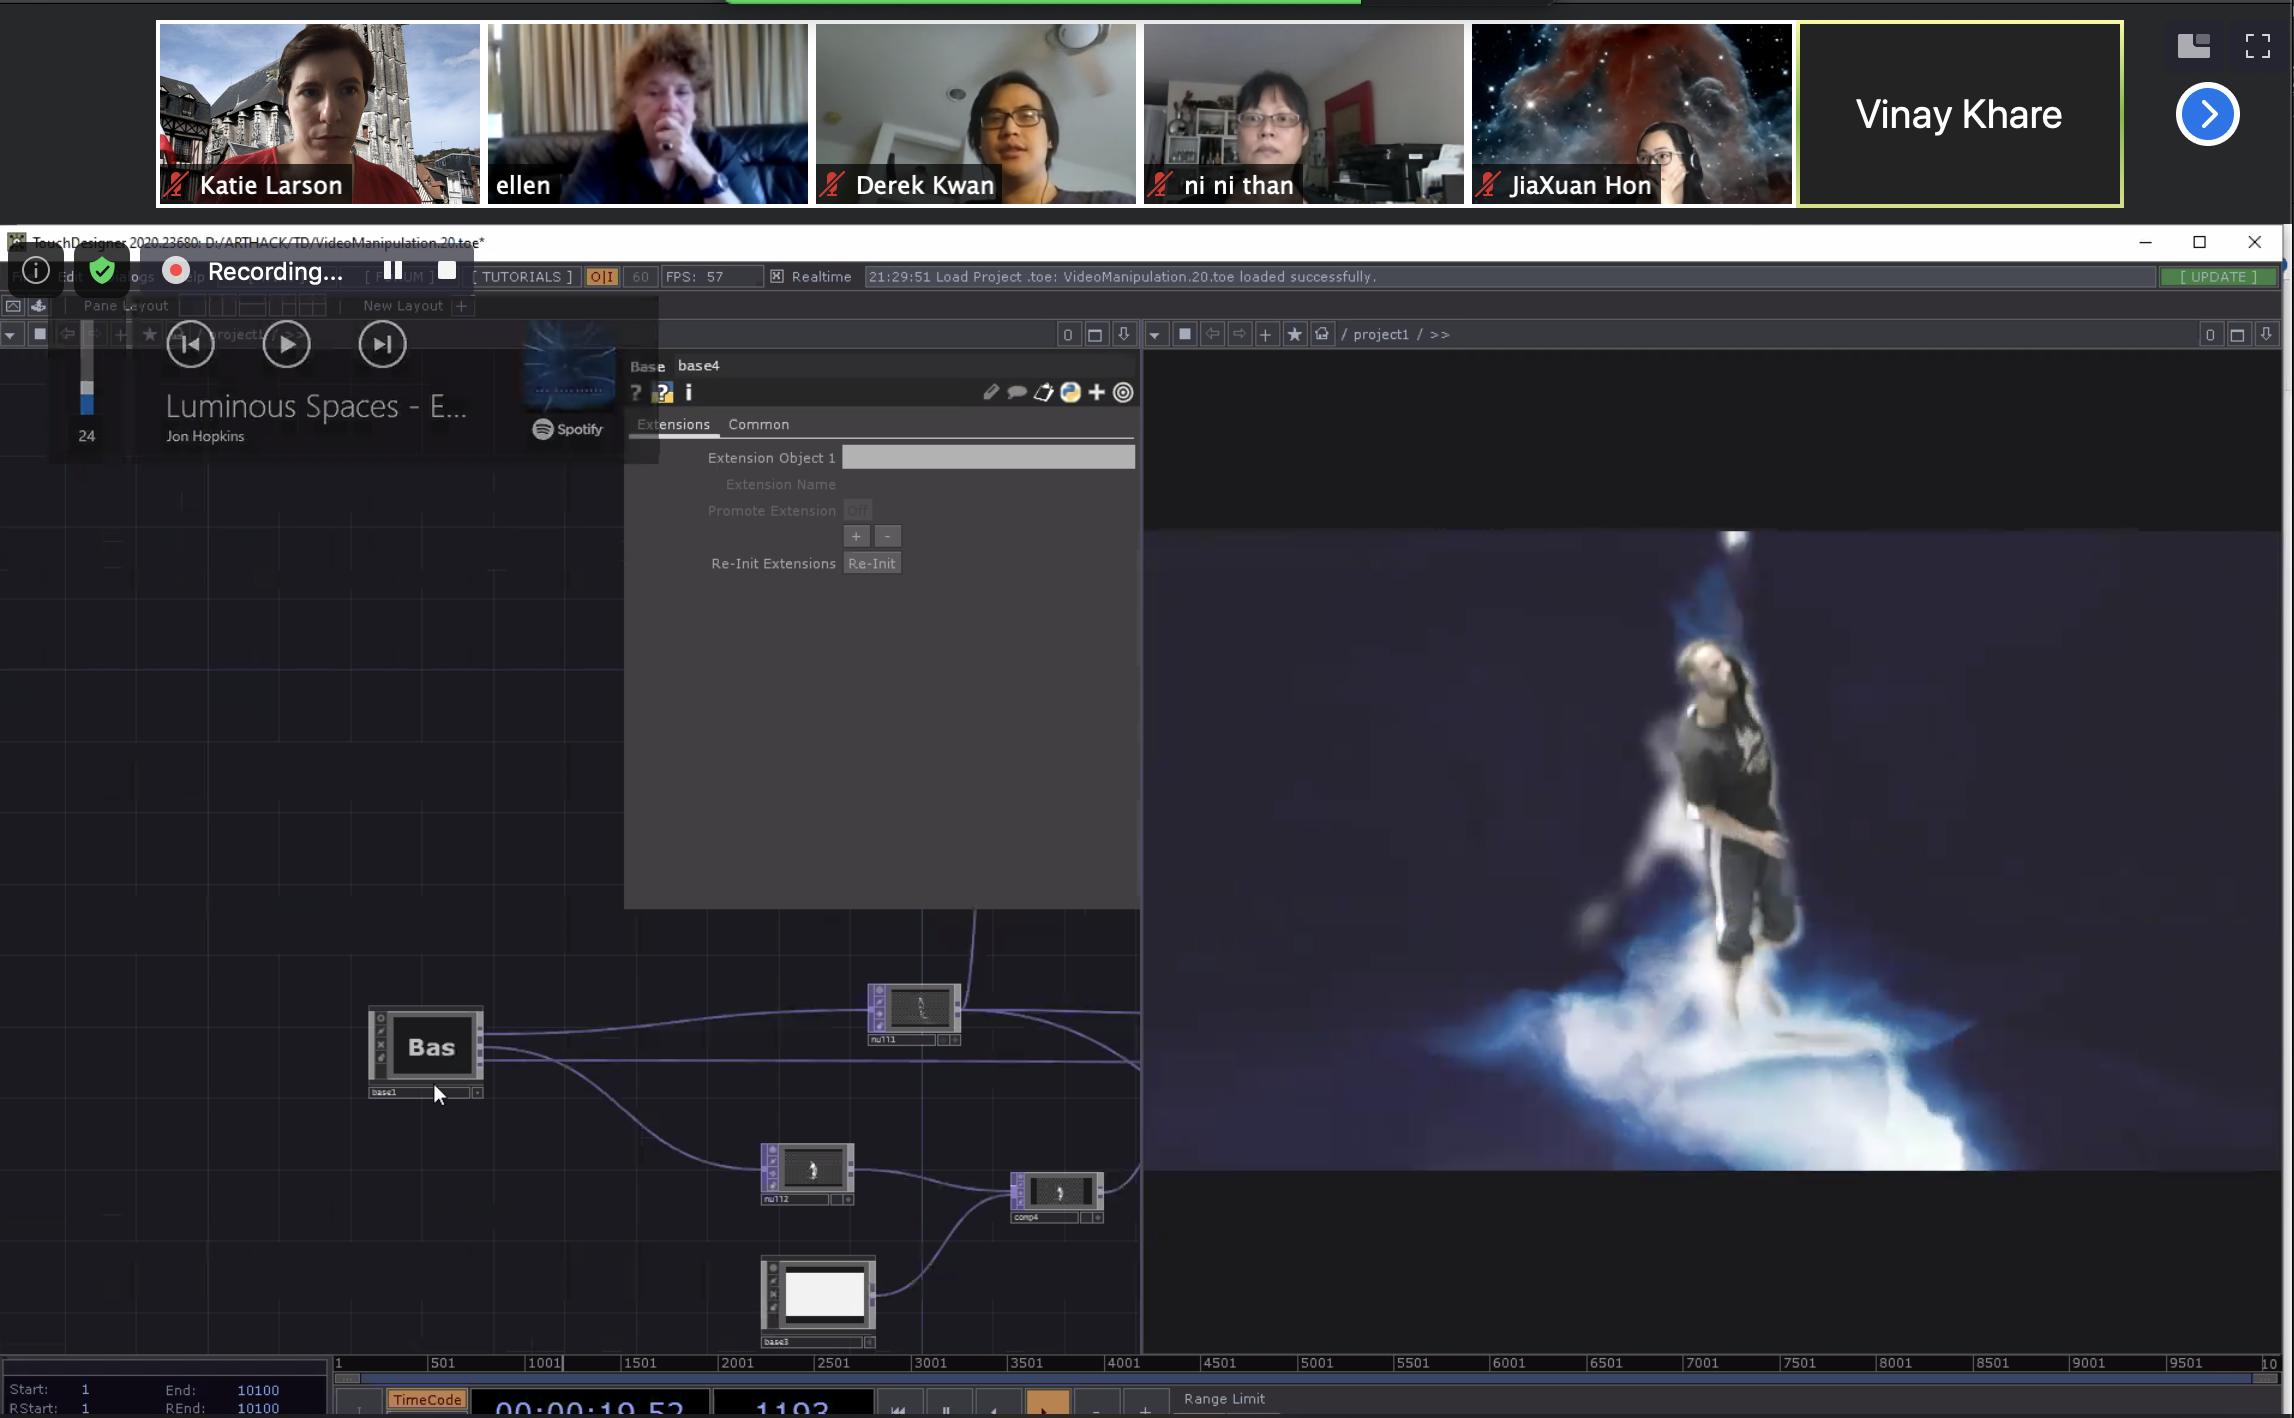 Katie Larson
ellen
Derek Kwan
ni ni than
JiaXuan Hon
Vinay Khare
TouchDesigner 2020.23680: D:/ARTHACK/TD/VideoManipulation.20.toe*
Recording...
[ TUTORIALS ]
O|I
60
FPS: 57
Realtime
21:29:51 Load Project .toe: VideoManipulation.20.toe loaded successfully.
[ UPDATE ]
Pane Layout
New Layout +
/ project1 / >>
0
/ project1 / >>
0
24
Luminous Spaces - E...
Jon Hopkins
Spotify
Base base4
? ? i
Extensions Common
Extension Object 1
Extension Name
Promote Extension Off
+ -
Re-Init Extensions Re-Init
null1
Bas
base1
null2
comp4
base3
1 501 1001 1501 2001 2501 3001 3501 4001 4501 5001 5501 6001 6501 7001 7501 8001 8501 9001 9501 10
Start: 1 End: 10100
RStart: 1 REnd: 10100
TimeCode
00:00:19.52
1193
- +
Range Limit